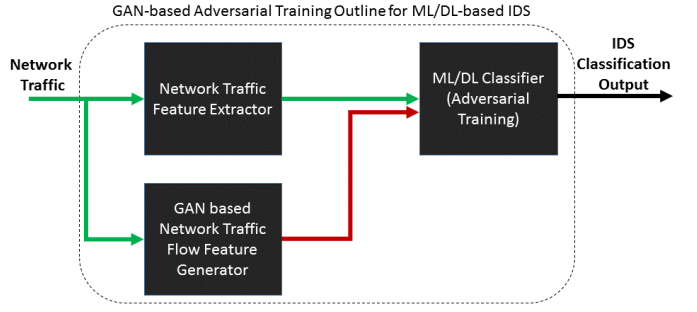 GAN-based Adversarial Training Outline for ML/DL-based IDS
Network
Traffic
Network Traffic
Feature Extractor
ML/DL Classifier
(Adversarial
Training)
IDS
Classification
Output
GAN based
Network Traffic
Flow Feature
Generator